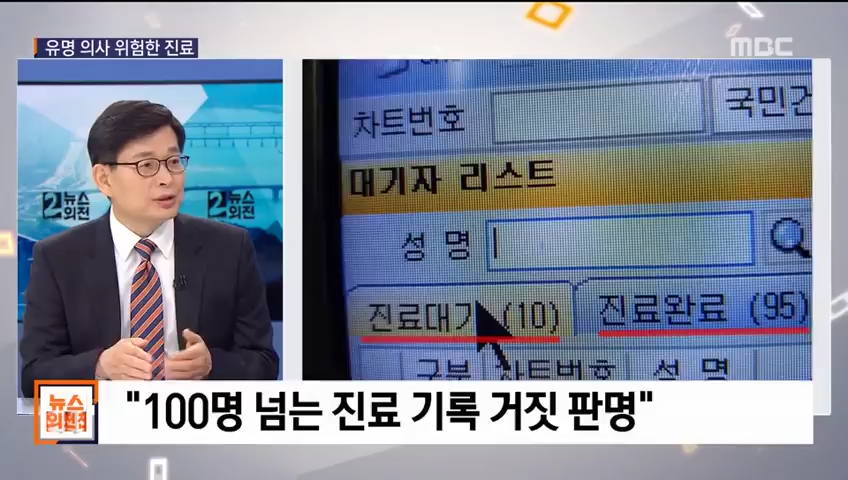 유명 의사 위험한 진료
MBC
2 뉴스
외전
2 뉴스
외전
차트번호
국민건
대기자 리스트
성 명
진료대기 (10)
진료완료 (95)
구분
차트번호
성 명
뉴스
외전
"100명 넘는 진료 기록 거짓 판명"